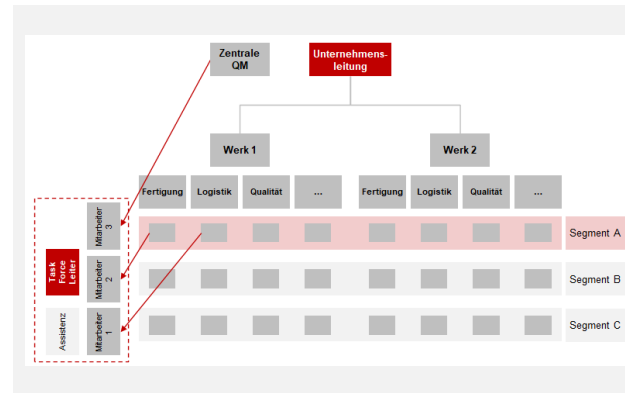 Zentrale
QM
Unternehmens-
leitung
Werk 1
Werk 2
Fertigung
Logistik
Qualität
...
Fertigung
Logistik
Qualität
...
Mitarbeiter
3
Segment A
Task
Force
Leiter
Mitarbeiter
2
Segment B
Assistenz
Mitarbeiter
1
Segment C